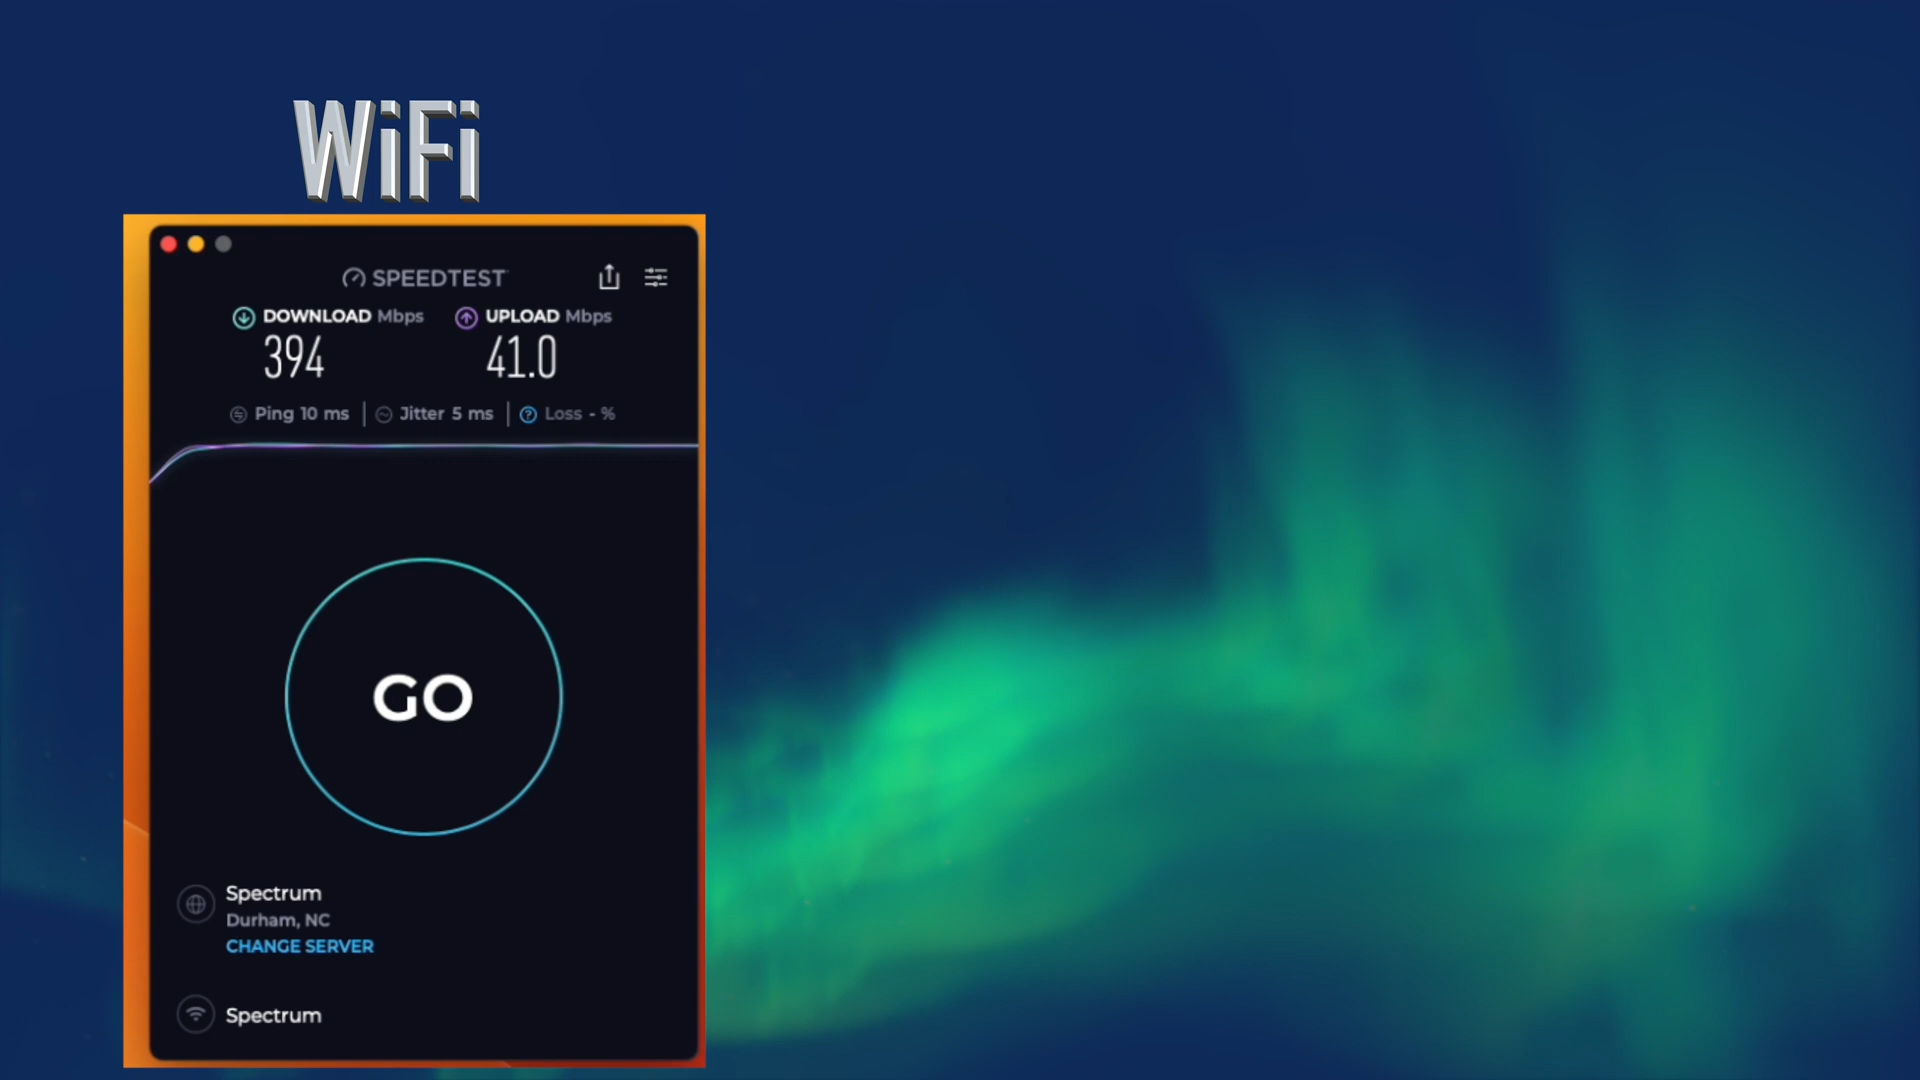 WiFi
SPEEDTEST
DOWNLOAD Mbps UPLOAD Mbps
394 41.0
Ping 10 ms Jitter 5 ms ? Loss - %
GO
Spectrum
Durham, NC
CHANGE SERVER
Spectrum